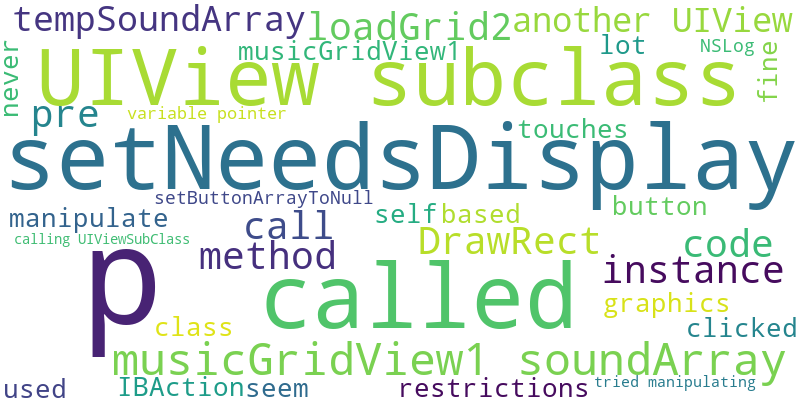 tempSoundArray
loadGrid2
another UIView
never
musicGridView1
lot
NSLog
fine
UIView subclass
pre
variable pointer
touches
setNeedsDisplay
setButtonArrayToNull
manipulate
call
self
based
button
calling UIViewSubClass
method
DrawRect
code
p
called
instance
class
graphics
clicked
musicGridView1 soundArray
used
IBAction
seem
restrictions
tried manipulating